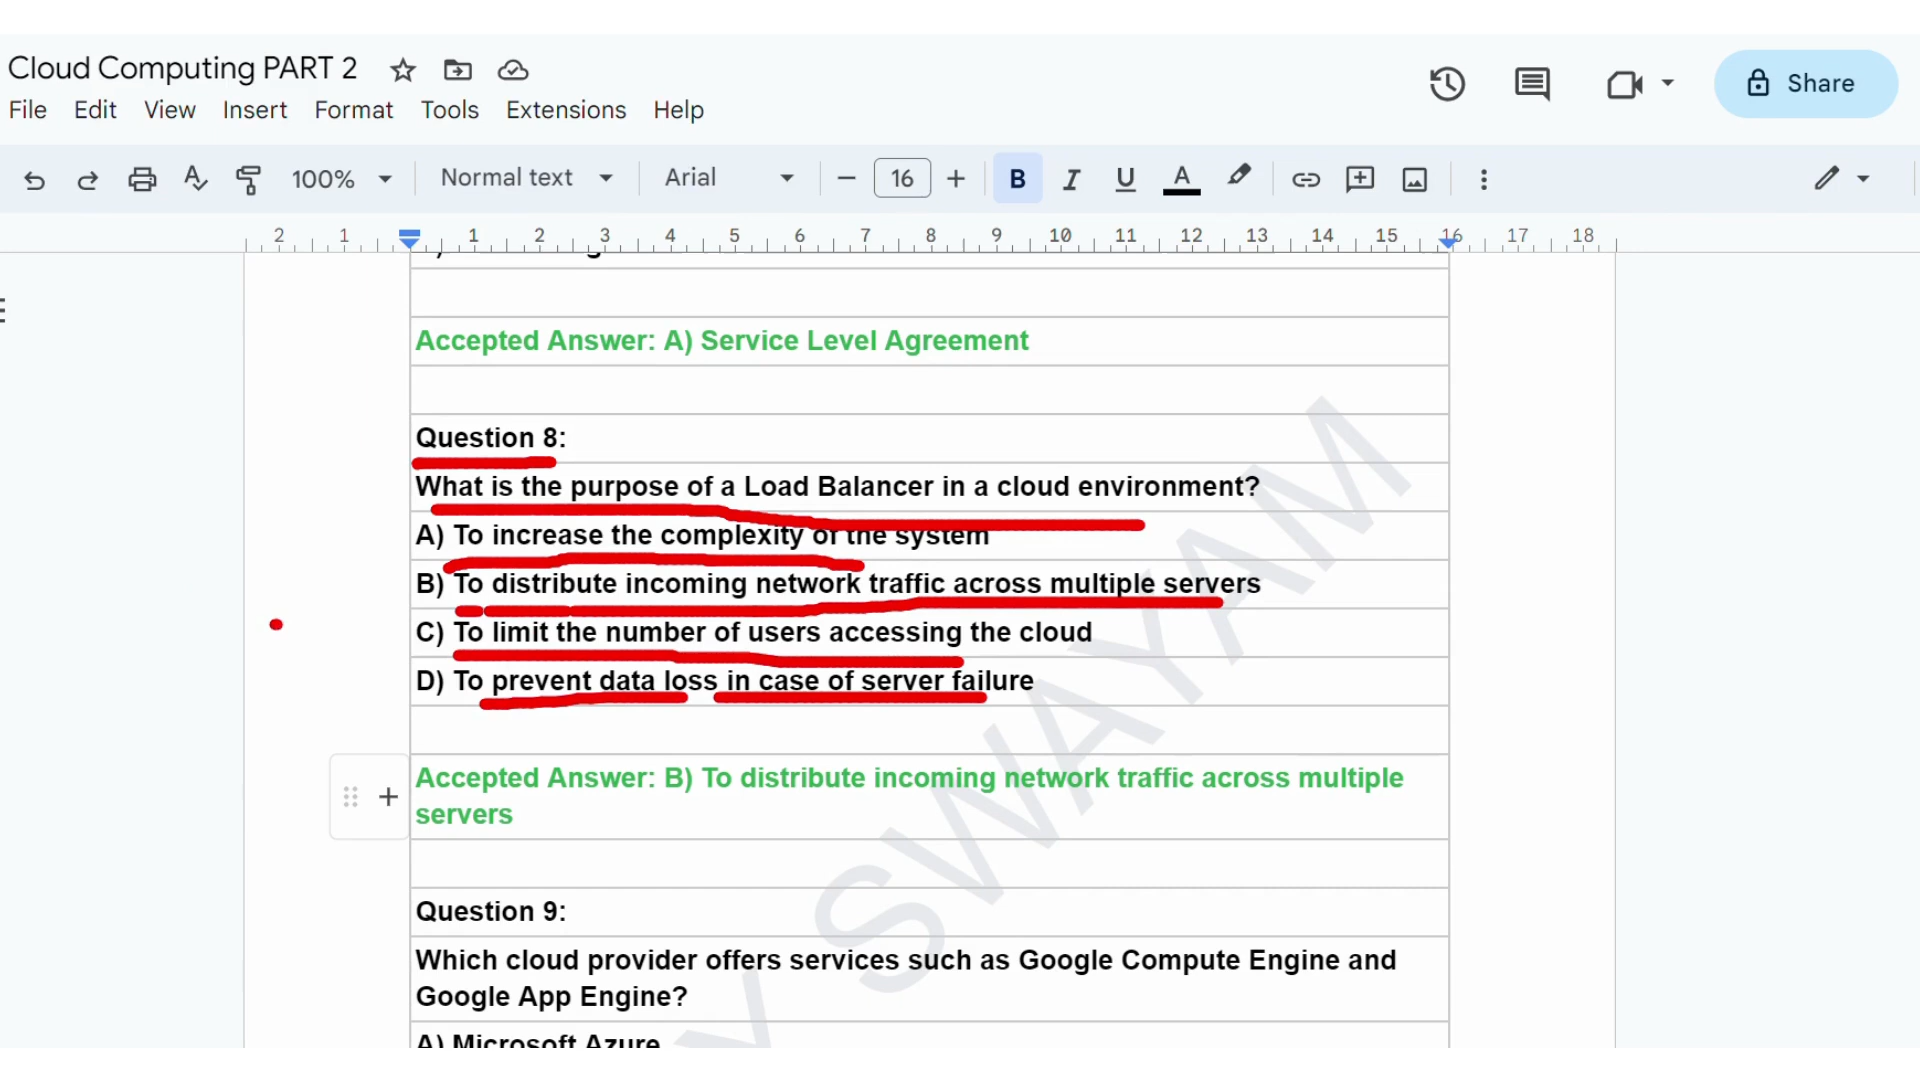 Cloud Computing PART 2
File Edit View Insert Format Tools Extensions Help
Share
100% Normal text Arial 16 B I U A
2 1 1 2 3 4 5 6 7 8 9 10 11 12 13 14 15 16 17 18
Accepted Answer: A) Service Level Agreement
Question 8:
What is the purpose of a Load Balancer in a cloud environment?
A) To increase the complexity of the system
B) To distribute incoming network traffic across multiple servers
C) To limit the number of users accessing the cloud
D) To prevent data loss in case of server failure
Accepted Answer: B) To distribute incoming network traffic across multiple
servers
Question 9:
Which cloud provider offers services such as Google Compute Engine and
Google App Engine?
A) Microsoft Azure
Y SWAYAM